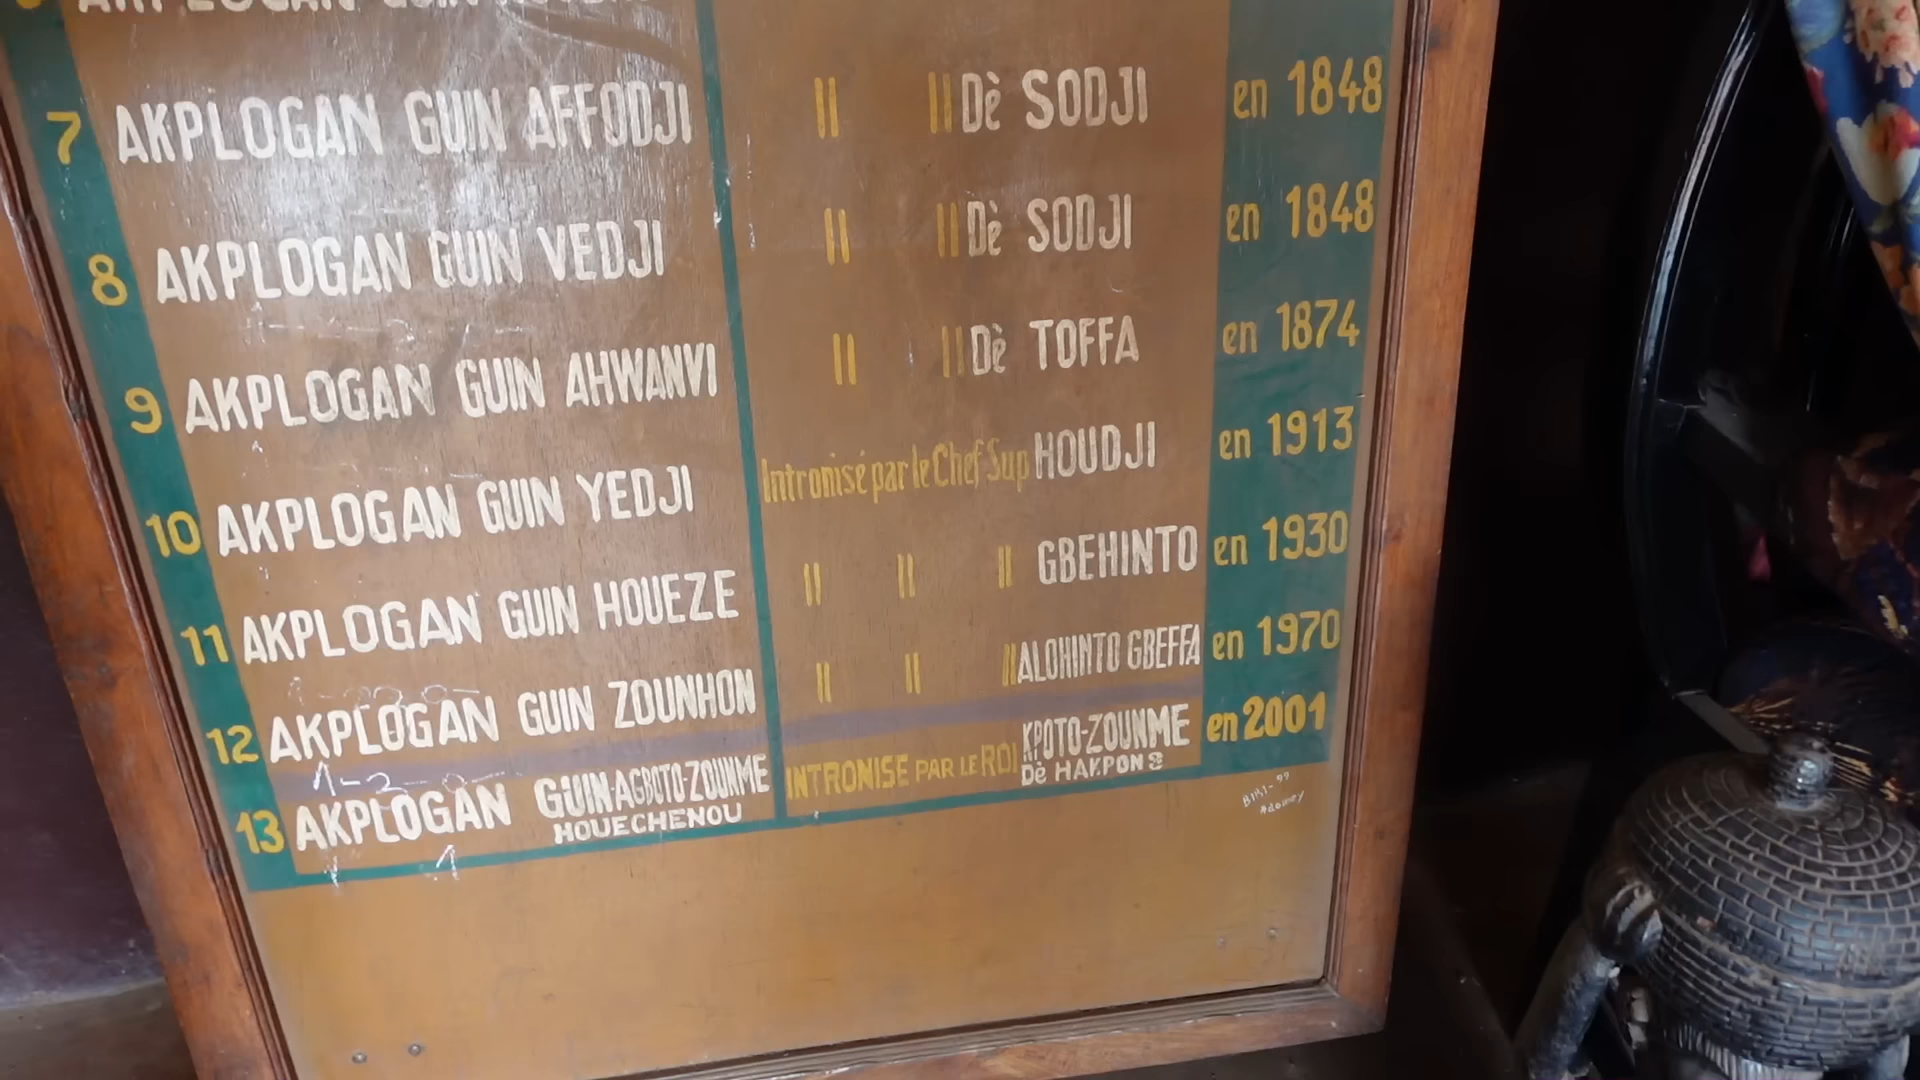 7 AKPLOGAN GUIN AFFODJI || || Dè SODJI en 1848
8 AKPLOGAN GUIN VEDJI || || Dè SODJI en 1848
9 AKPLOGAN GUIN AHWANVI || || Dè TOFFA en 1874
10 AKPLOGAN GUIN YEDJI Intronisé par le Chef Sup HOUDJI en 1913
11 AKPLOGAN GUIN HOUEZE || || || GBEHINTO en 1930
12 AKPLOGAN GUIN ZOUNHON || || || ALOHINTO GBEFFA en 1970
13 AKPLOGAN GUIN-AGBOTO-ZOUNME INTRONISE PAR LE ROI KPOTO-ZOUNME en 2001
HOUECHENOU Dè HAKPON